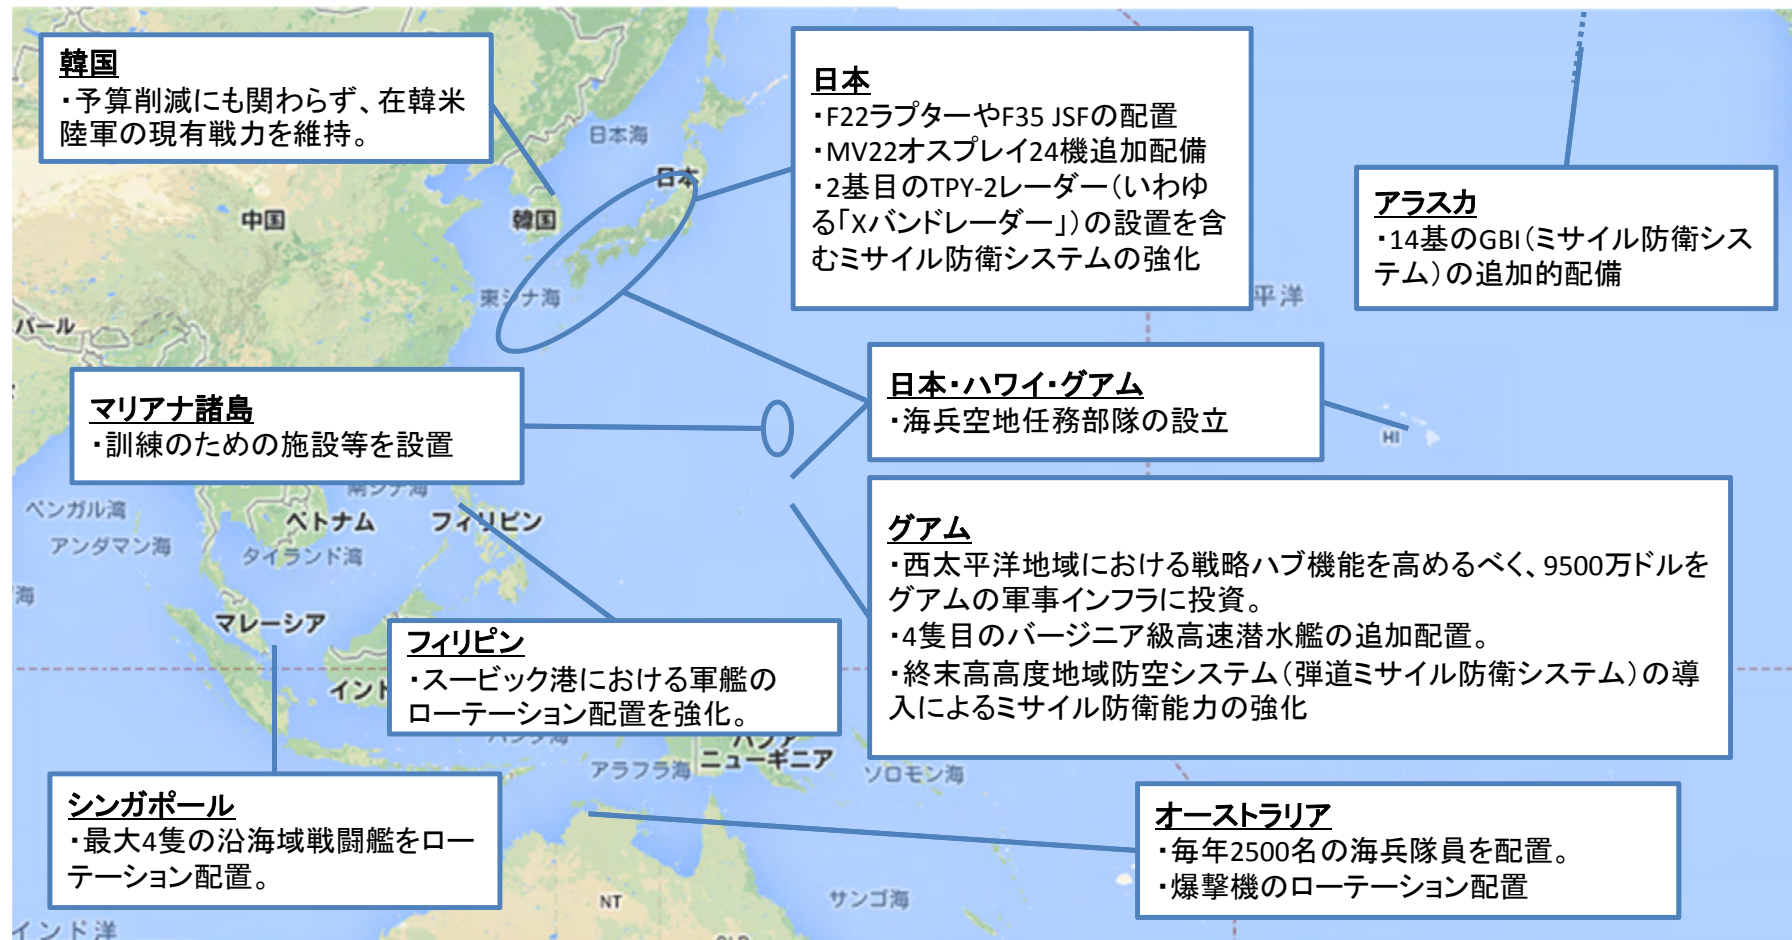 韓国
・予算削減にも関わらず、在韓米
陸軍の現有戦力を維持。
日本
・F22ラプターやF35 JSFの配置
・MV22オスプレイ24機追加配備
・2基目のTPY-2レーダー（いわゆ
る「Xバンドレーダー」）の設置を含
むミサイル防衛システムの強化
アラスカ
・14基のGBI（ミサイル防衛シス
テム）の追加的配備
日本海
日本
中国
韓国
東シナ海
平洋
パール
マリアナ諸島
・訓練のための施設等を設置
日本・ハワイ・グアム
・海兵空地任務部隊の設立
HI
南シナ海
ベンガル湾
ベトナム
フィリピン
アンダマン海
タイランド湾
海
マレーシア
グアム
・西太平洋地域における戦略ハブ機能を高めるべく、9500万ドルを
グアムの軍事インフラに投資。
・4隻目のバージニア級高速潜水艦の追加配置。
・終末高高度地域防空システム（弾道ミサイル防衛システム）の導
入によるミサイル防衛能力の強化
フィリピン
・スービック港における軍艦の
ローテーション配置を強化。
インド
バンダ海
パプア
ニューギニア
アラフラ海
ソロモン海
シンガポール
・最大4隻の沿海域戦闘艦をロー
テーション配置。
オーストラリア
・毎年2500名の海兵隊員を配置。
・爆撃機のローテーション配置
NT
サンゴ海
インド洋
QLD